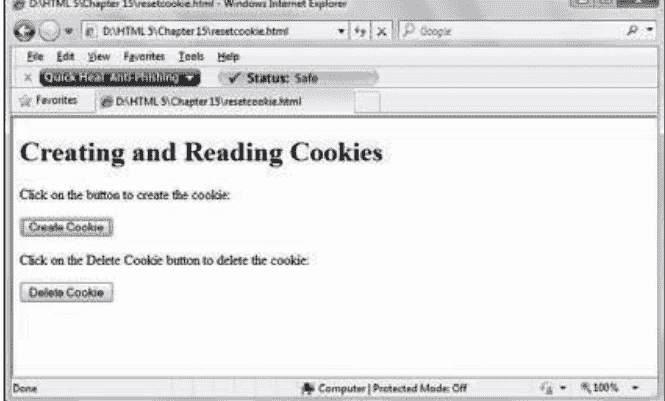 D:\HTML 5\Chapter 15\resetcookie.html - Windows Internet Explorer
D:\HTML 5\Chapter 15\resetcookie.html
Google
File Edit View Favorites Tools Help
x Quick Heal Anti-Phishing Status: Safe
Favorites D:\HTML 5\Chapter 15\resetcookie.html
Creating and Reading Cookies
Click on the button to create the cookie:
Create Cookie
Click on the Delete Cookie button to delete the cookie:
Delete Cookie
Done Computer | Protected Mode: Off 100%